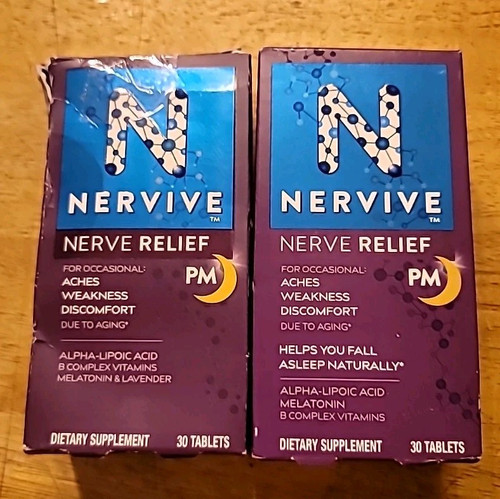 N
NERVIVE
TM
NERVE RELIEF
FOR OCCASIONAL:
ACHES
WEAKNESS
DISCOMFORT
DUE TO AGING*
PM
ALPHA-LIPOIC ACID
B COMPLEX VITAMINS
MELATONIN & LAVENDER
DIETARY SUPPLEMENT 30 TABLETS
N
NERVIVE
TM
NERVE RELIEF
FOR OCCASIONAL:
ACHES
WEAKNESS
DISCOMFORT
DUE TO AGING*
PM
HELPS YOU FALL
ASLEEP NATURALLY*
ALPHA-LIPOIC ACID
MELATONIN
B COMPLEX VITAMINS
DIETARY SUPPLEMENT 30 TABLETS